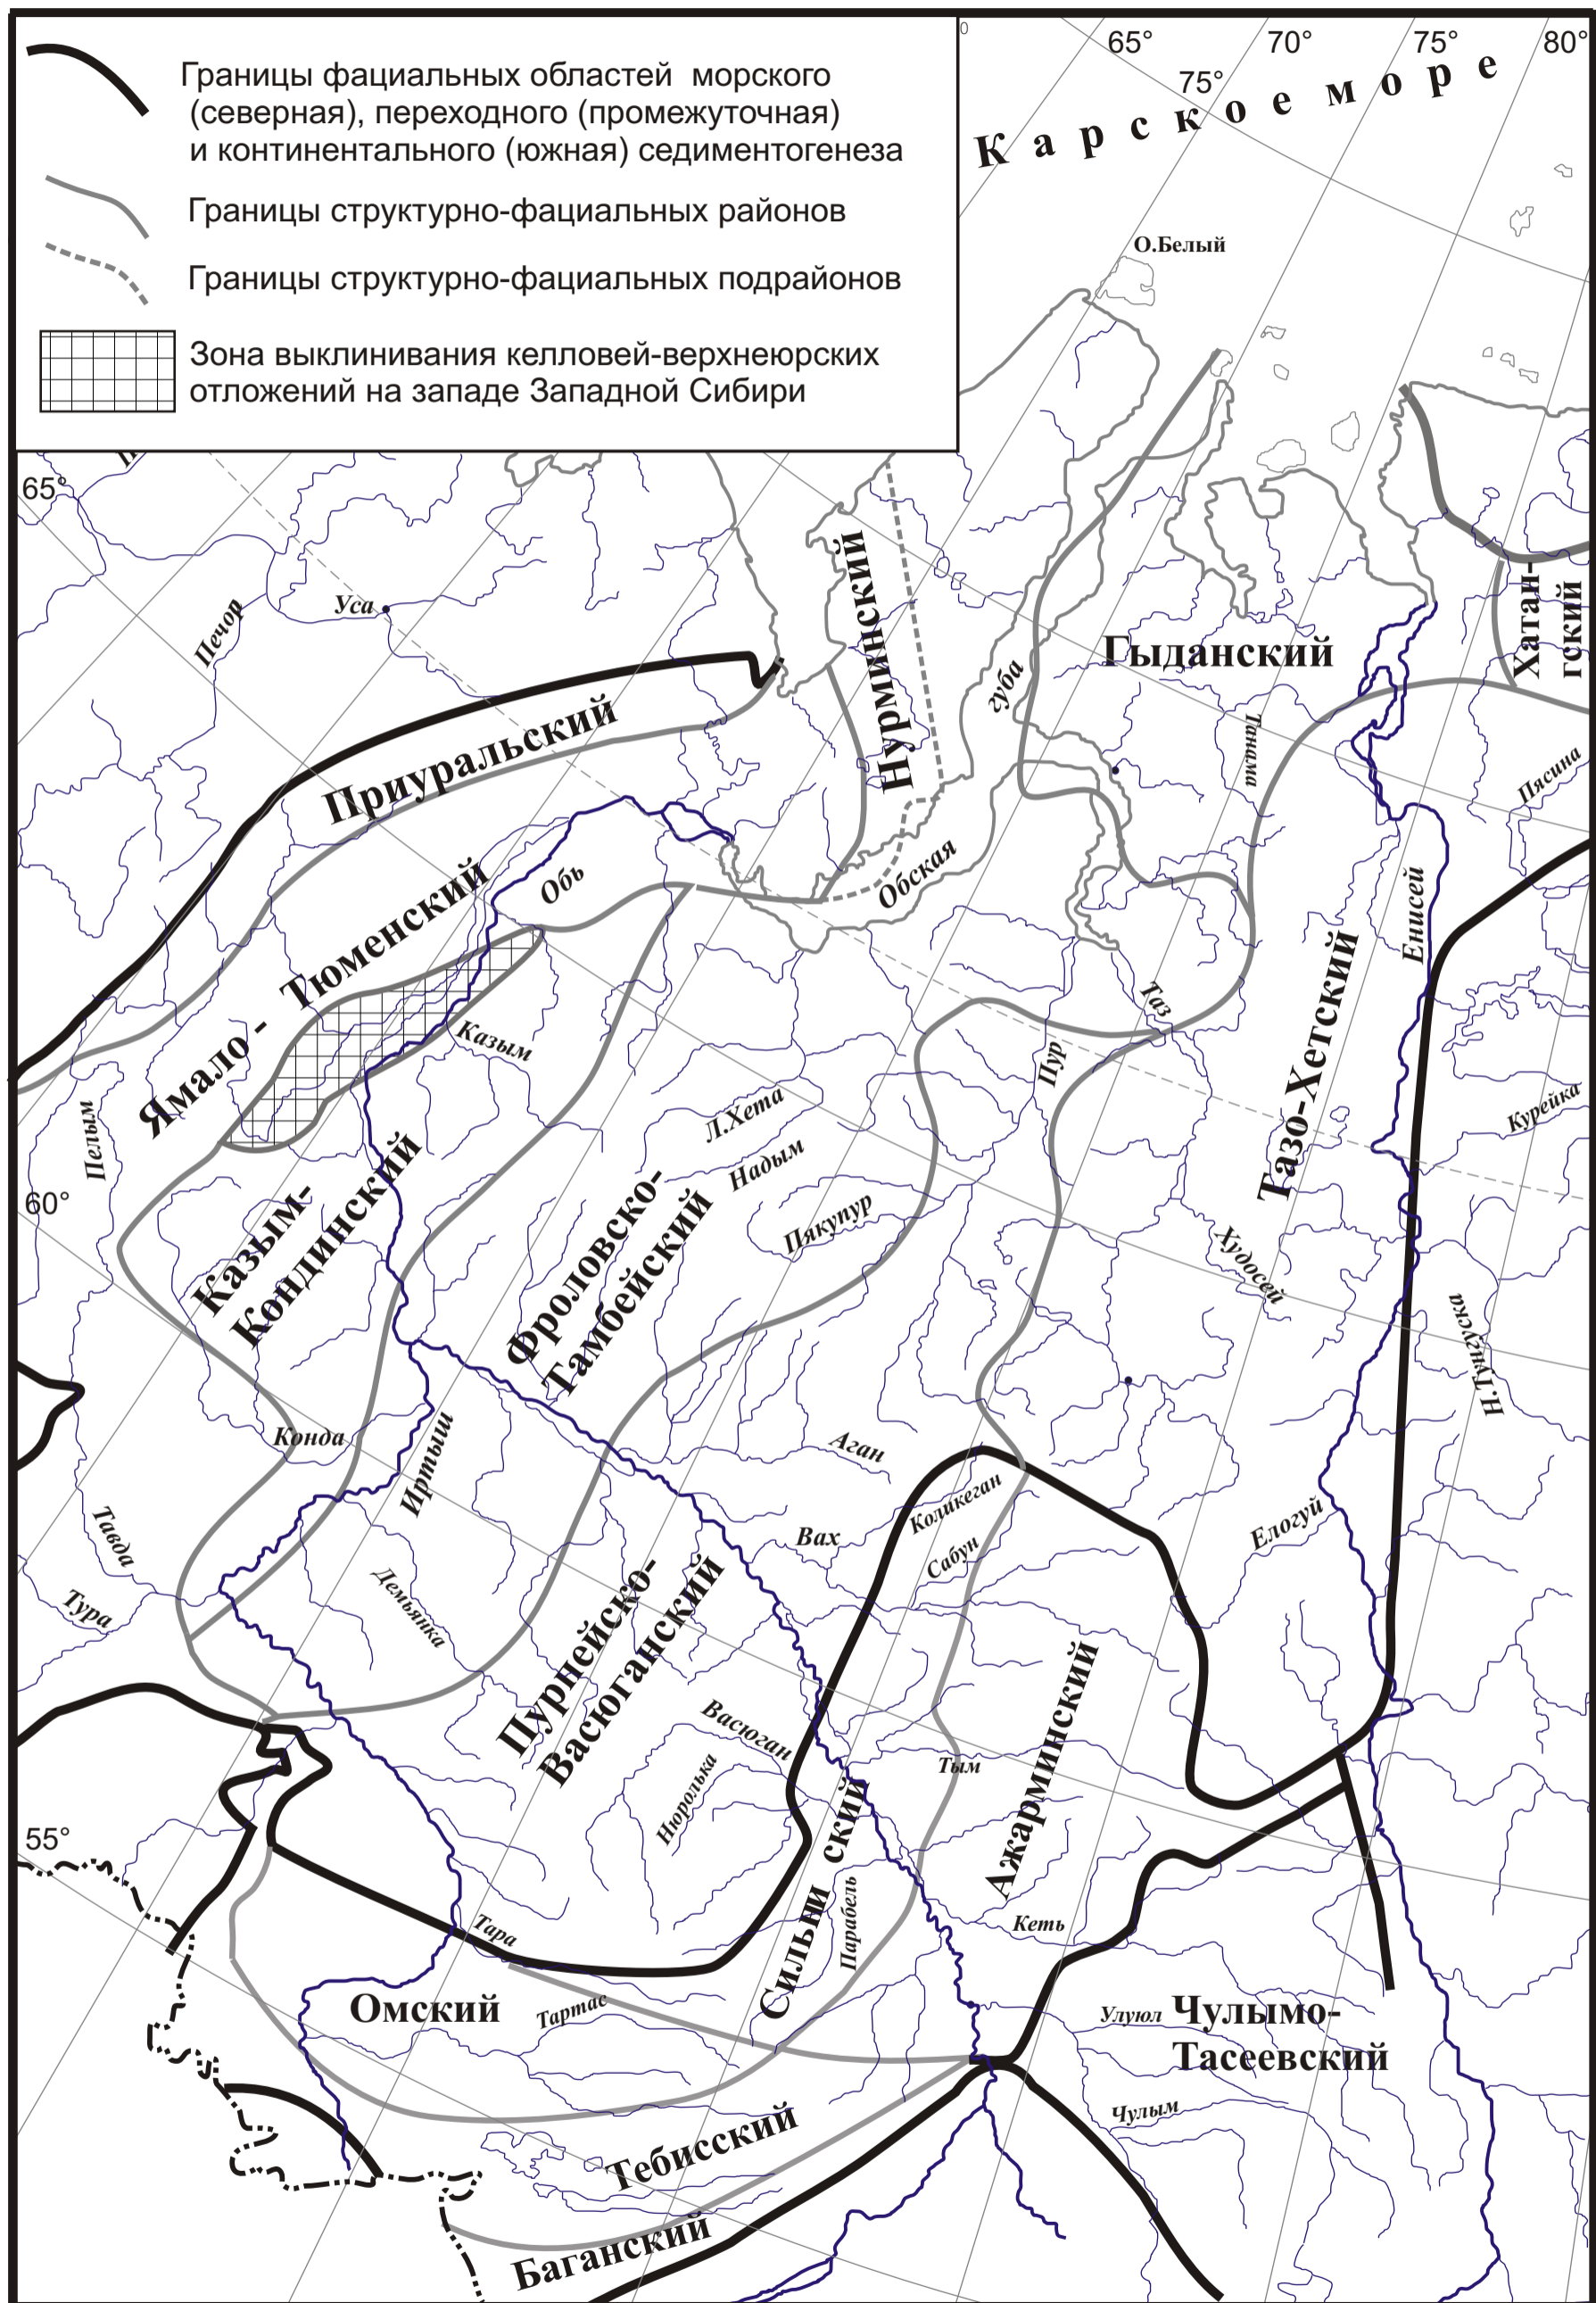 Границы фациальных областей морского
(северная), переходного (промежуточная)
и континентального (южная) седиментогенеза
Границы структурно-фациальных районов
Границы структурно-фациальных подрайонов
Зона выклинивания келловей-верхнеюрских
отложений на западе Западной Сибири
0
65°
70°
75°
80°
75°
Карское море
О.Белый
65°
Печор
Уса
Нурминский
губа
Гыданский
Хатан-
гский
Приуральский
Танама
Пясина
Ямало - Тюменский
Обь
Обская
Енисей
Казым
Таз
Пур
Тазо-Хетский
Пелым
Л.Хета
Надым
Курейка
60°
Казым-
Кондинский
Фроловско-
Тамбейский
Пякупур
Худосей
Н.Тунгуска
Конда
Иртыш
Аган
Коликеган
Вах
Сабун
Елогуй
Тавда
Тура
Демьянка
Пурпейско-
Васюганский
Васюган
Нюролька
Тым
Ажарминский
55°
Сильни ский
Парабель
Кеть
Тара
Омский
Тартас
Улуюл
Чулымо-
Тасеевский
Чулым
Тебисский
Баганский